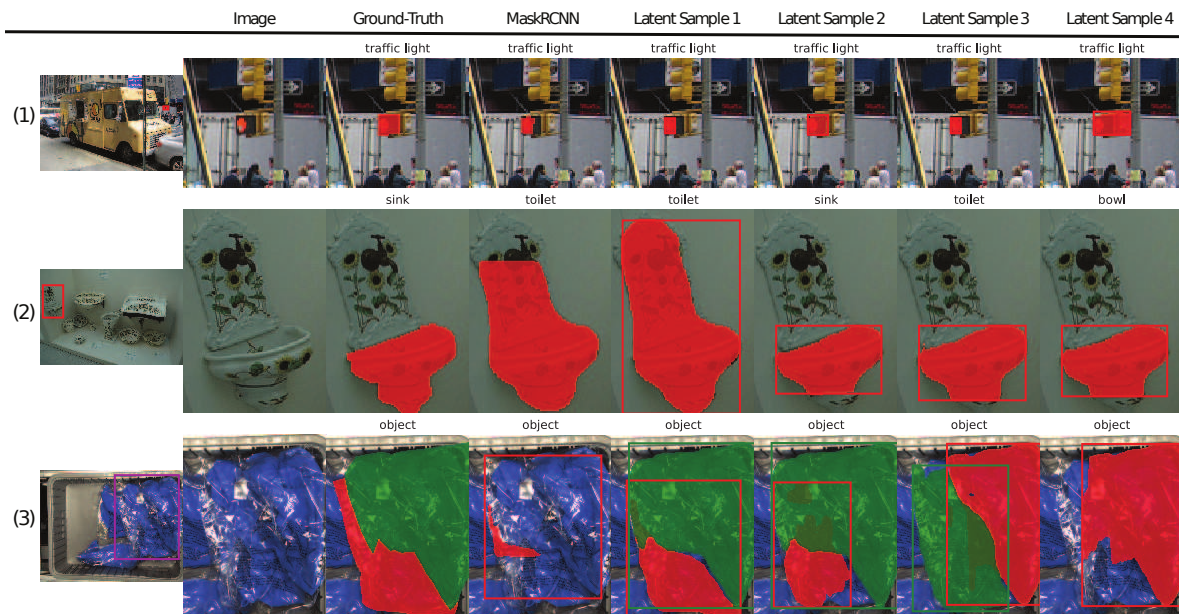 Image Ground-Truth MaskRCNN Latent Sample 1 Latent Sample 2 Latent Sample 3 Latent Sample 4
traffic light traffic light traffic light traffic light traffic light traffic light
(1)
sink toilet toilet sink toilet bowl
(2)
object object object object object object
(3)